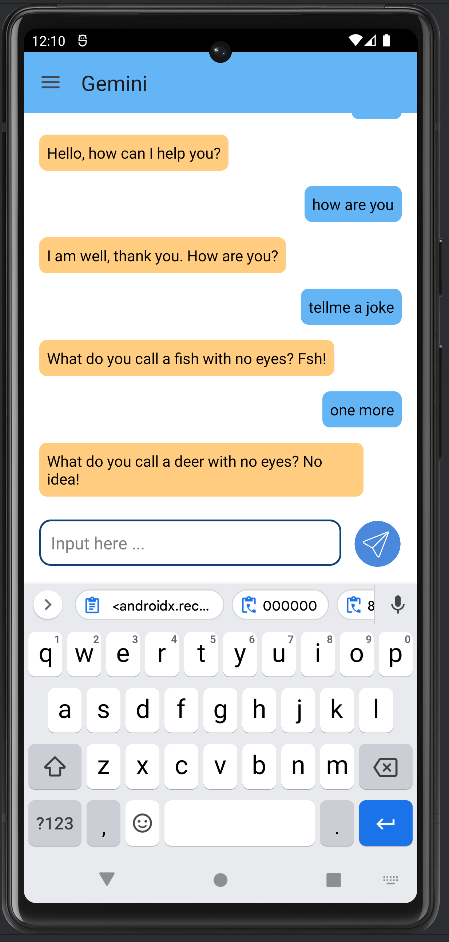 12:10
Gemini
Hello, how can I help you?
how are you
I am well, thank you. How are you?
tellme a joke
What do you call a fish with no eyes? Fsh!
one more
What do you call a deer with no eyes? No
idea!
Input here ...
<androidx.rec... 000000 8
q1 w2 e3 r4 t5 y6 u7 i8 o9 p0
a s d f g h j k l
z x c v b n m
?123 , .